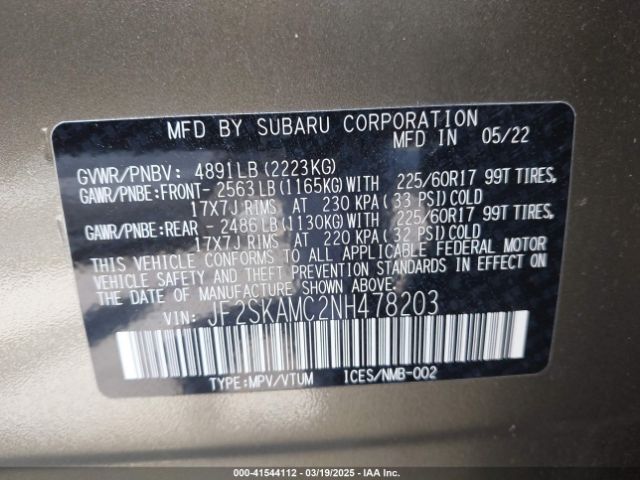 MFD BY SUBARU CORPORATION
MFD IN 05/22
GVWR/PNBV: 4891LB(2223KG)
GAWR/PNBE:FRONT- 2563LB(1165KG)WITH 225/60R17 99T TIRES,
17X7J RIMS AT 230 KPA(33 PSI)COLD
GAWR/PNBE:REAR - 2486LB(1130KG)WITH 225/60R17 99T TIRES,
17X7J RIMS AT 220 KPA(32 PSI)COLD
THIS VEHICLE CONFORMS TO ALL APPLICABLE FEDERAL MOTOR
VEHICLE SAFETY AND THEFT PREVENTION STANDARDS IN EFFECT ON
THE DATE OF MANUFACTURE SHOWN ABOVE.
VIN: JF2SKAMC2NH478203
TYPE:MPV/VTUM ICES/NMB-002
000-41544112 — 03/19/2025 — IAA Inc.